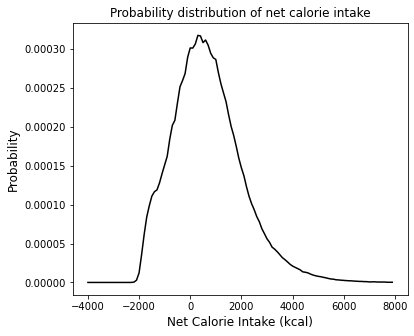 Probability distribution of net calorie intake
0.00030
0.00025
0.00020
0.00015
0.00010
0.00005
0.00000
Probability
−4000 −2000 0 2000 4000 6000 8000
Net Calorie Intake (kcal)